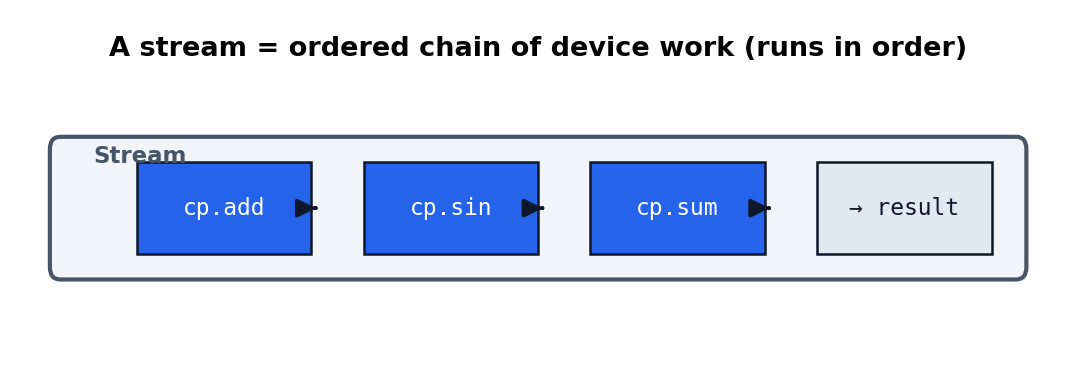 A stream = ordered chain of device work (runs in order)
Stream
cp.add cp.sin cp.sum → result